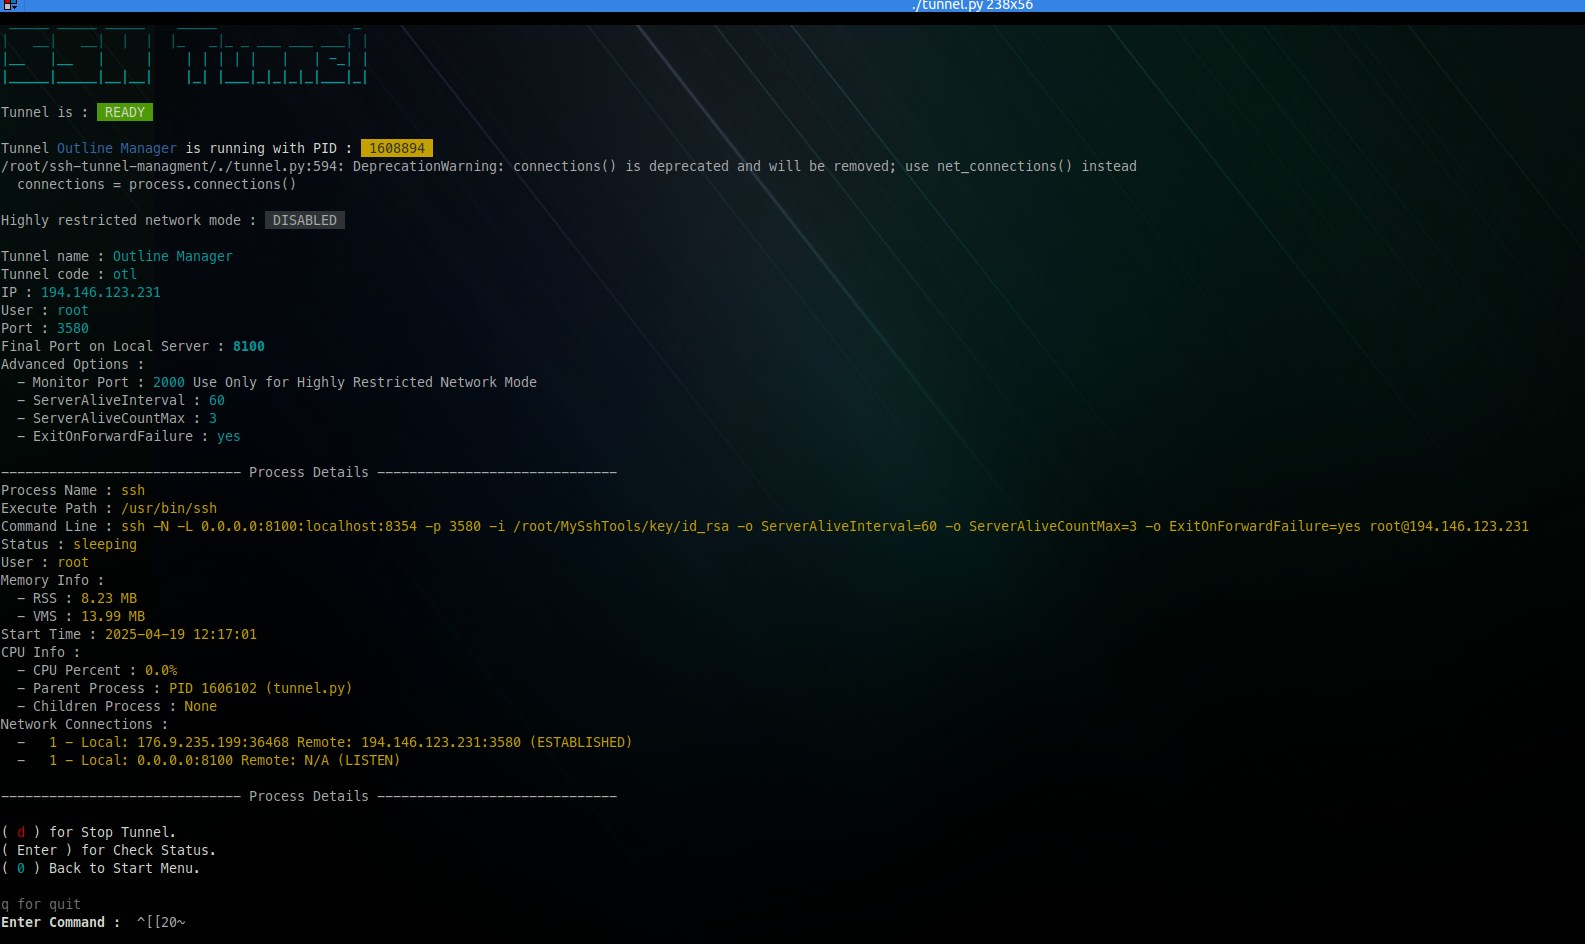 ./tunnel.py 238x56
SSH Tunnel
Tunnel is : READY
Tunnel Outline Manager is running with PID : 1608894
/root/ssh-tunnel-managment/./tunnel.py:594: DeprecationWarning: connections() is deprecated and will be removed; use net_connections() instead
connections = process.connections()
Highly restricted network mode : DISABLED
Tunnel name : Outline Manager
Tunnel code : otl
IP : 194.146.123.231
User : root
Port : 3580
Final Port on Local Server : 8100
Advanced Options :
- Monitor Port : 2000 Use Only for Highly Restricted Network Mode
- ServerAliveInterval : 60
- ServerAliveCountMax : 3
- ExitOnForwardFailure : yes
------------------------------ Process Details ------------------------------
Process Name : ssh
Execute Path : /usr/bin/ssh
Command Line : ssh -N -L 0.0.0.0:8100:localhost:8354 -p 3580 -i /root/MySshTools/key/id_rsa -o ServerAliveInterval=60 -o ServerAliveCountMax=3 -o ExitOnForwardFailure=yes root@194.146.123.231
Status : sleeping
User : root
Memory Info :
- RSS : 8.23 MB
- VMS : 13.99 MB
Start Time : 2025-04-19 12:17:01
CPU Info :
- CPU Percent : 0.0%
- Parent Process : PID 1606102 (tunnel.py)
- Children Process : None
Network Connections :
- 1 - Local: 176.9.235.199:36468 Remote: 194.146.123.231:3580 (ESTABLISHED)
- 1 - Local: 0.0.0.0:8100 Remote: N/A (LISTEN)
------------------------------ Process Details ------------------------------
( d ) for Stop Tunnel.
( Enter ) for Check Status.
( 0 ) Back to Start Menu.
q for quit
Enter Command : ^[[20~